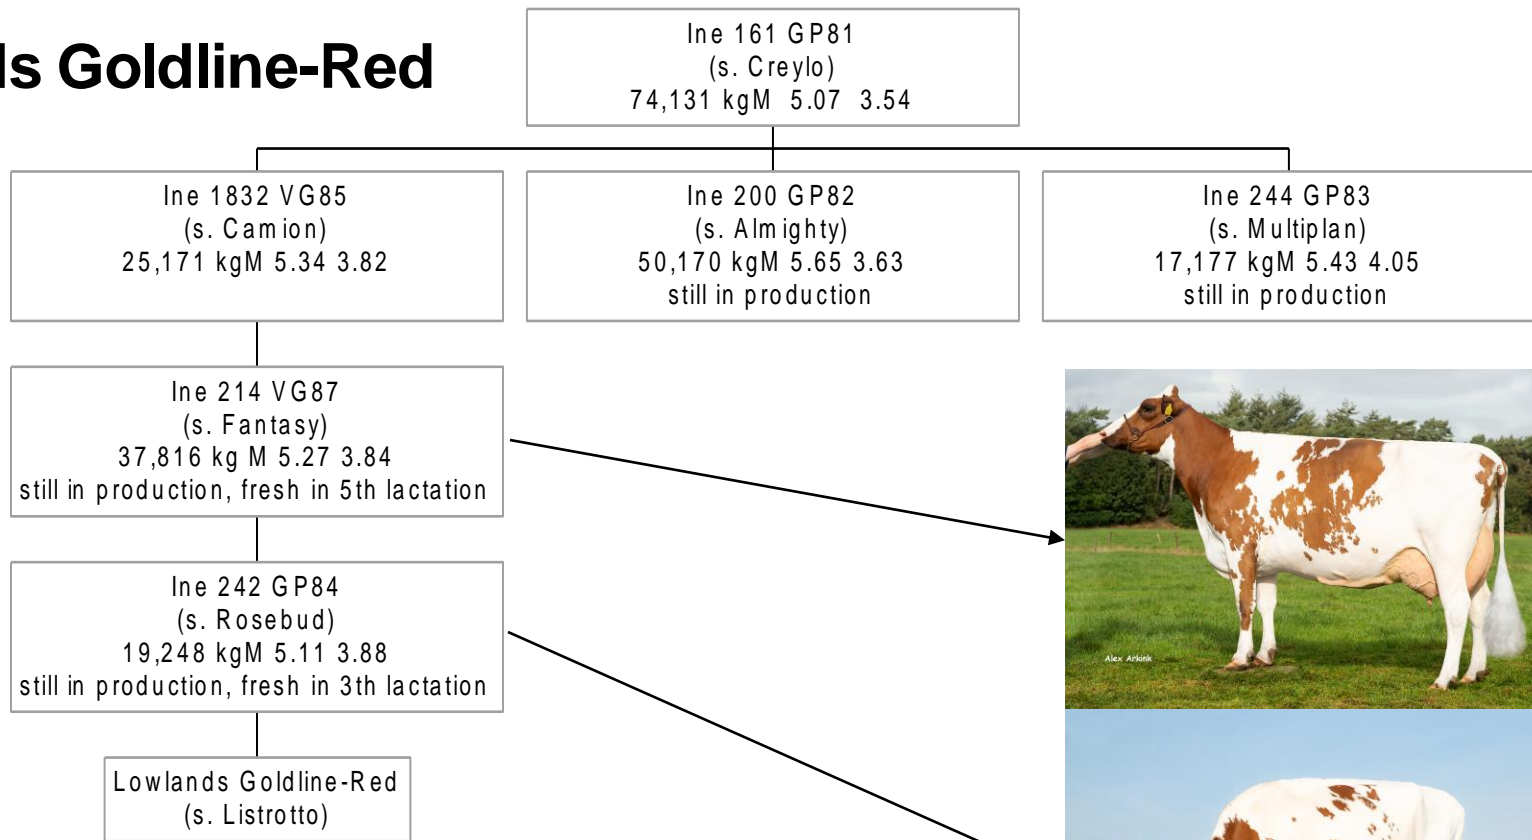 ls Goldline-Red
Ine 161 GP81
(s. Creylo)
74,131 kgM 5.07 3.54
Ine 1832 VG85
(s. Camion)
25,171 kgM 5.34 3.82
Ine 200 GP82
(s. Almighty)
50,170 kgM 5.65 3.63
still in production
Ine 244 GP83
(s. Multiplan)
17,177 kgM 5.43 4.05
still in production
Ine 214 VG87
(s. Fantasy)
37,816 kg M 5.27 3.84
still in production, fresh in 5th lactation
Ine 242 GP84
(s. Rosebud)
19,248 kgM 5.11 3.88
still in production, fresh in 3th lactation
Lowlands Goldline-Red
(s. Listrotto)
Alex Arkink